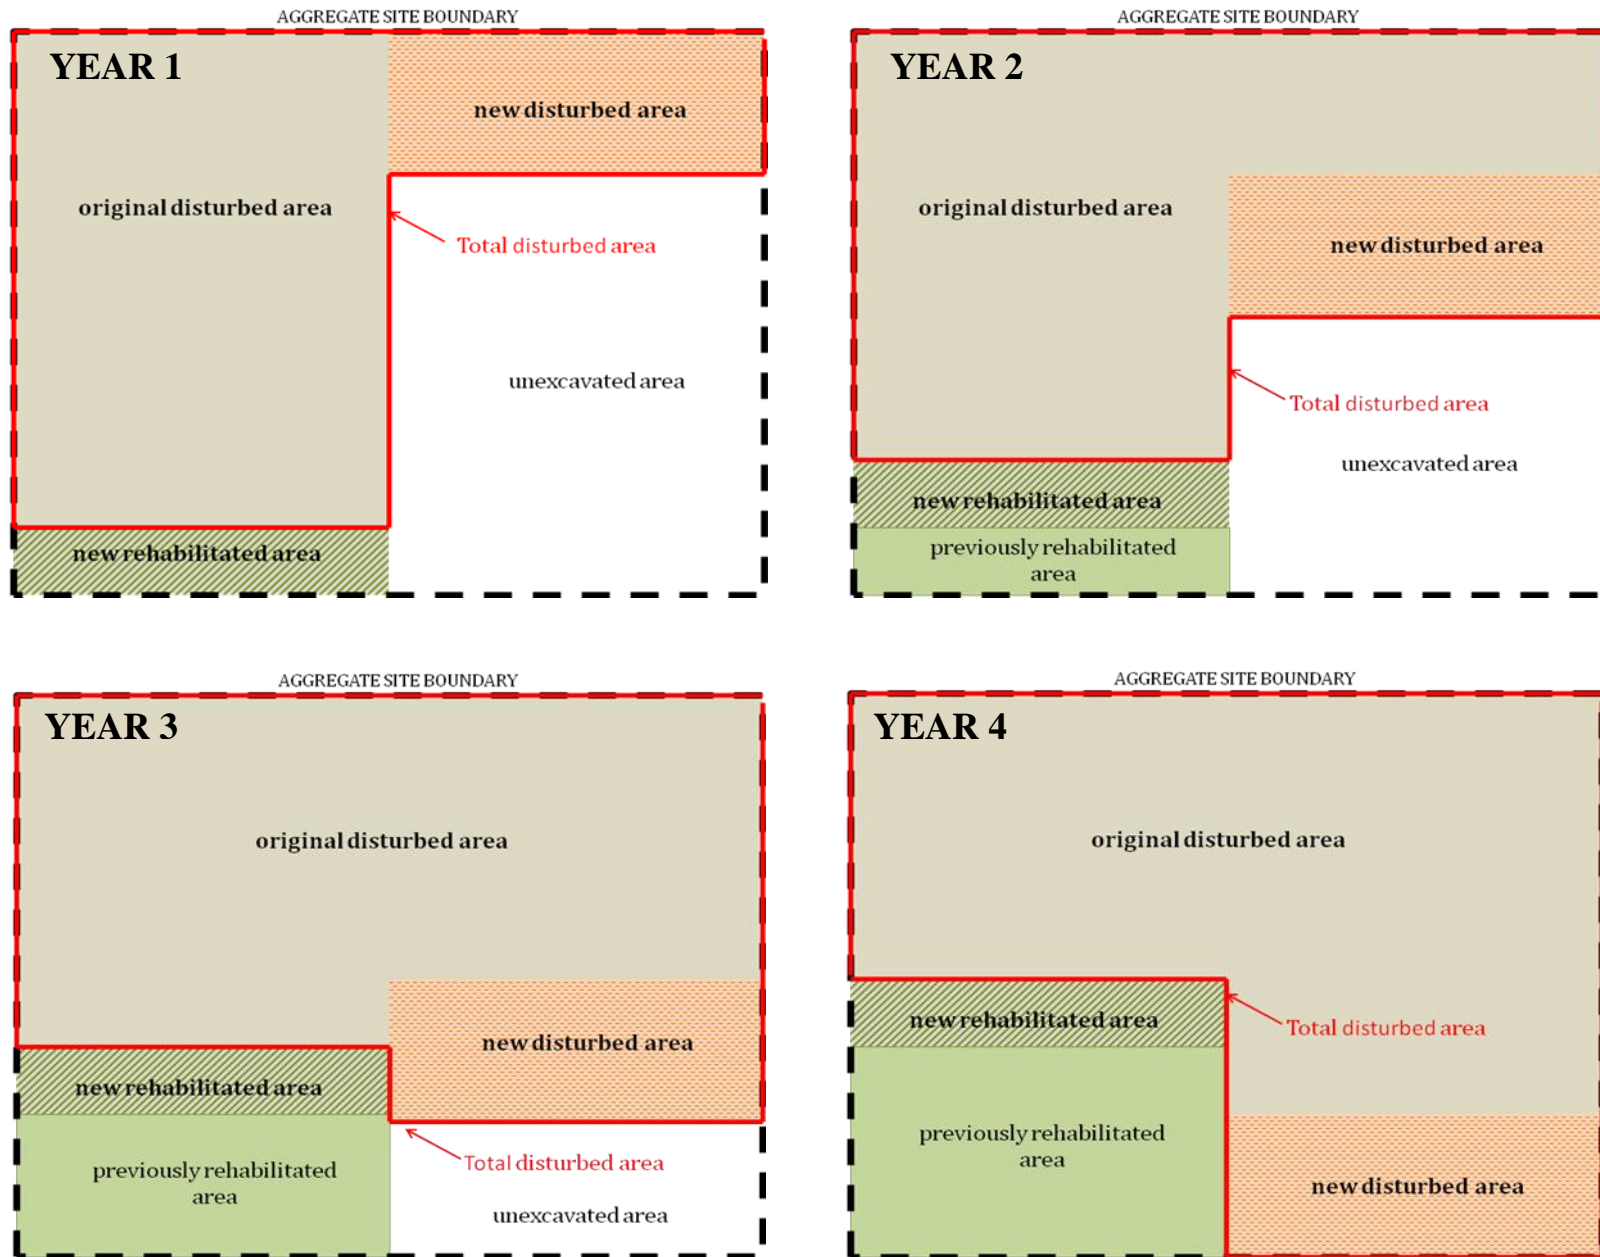 AGGREGATE SITE BOUNDARY
YEAR 1
new disturbed area
original disturbed area
Total disturbed area
unexcavated area
new rehabilitated area
AGGREGATE SITE BOUNDARY
YEAR 2
original disturbed area
new disturbed area
Total disturbed area
unexcavated area
new rehabilitated area
previously rehabilitated
area
AGGREGATE SITE BOUNDARY
YEAR 3
original disturbed area
new disturbed area
new rehabilitated area
Total disturbed area
previously rehabilitated
area
unexcavated area
AGGREGATE SITE BOUNDARY
YEAR 4
original disturbed area
new rehabilitated area
Total disturbed area
previously rehabilitated
area
new disturbed area